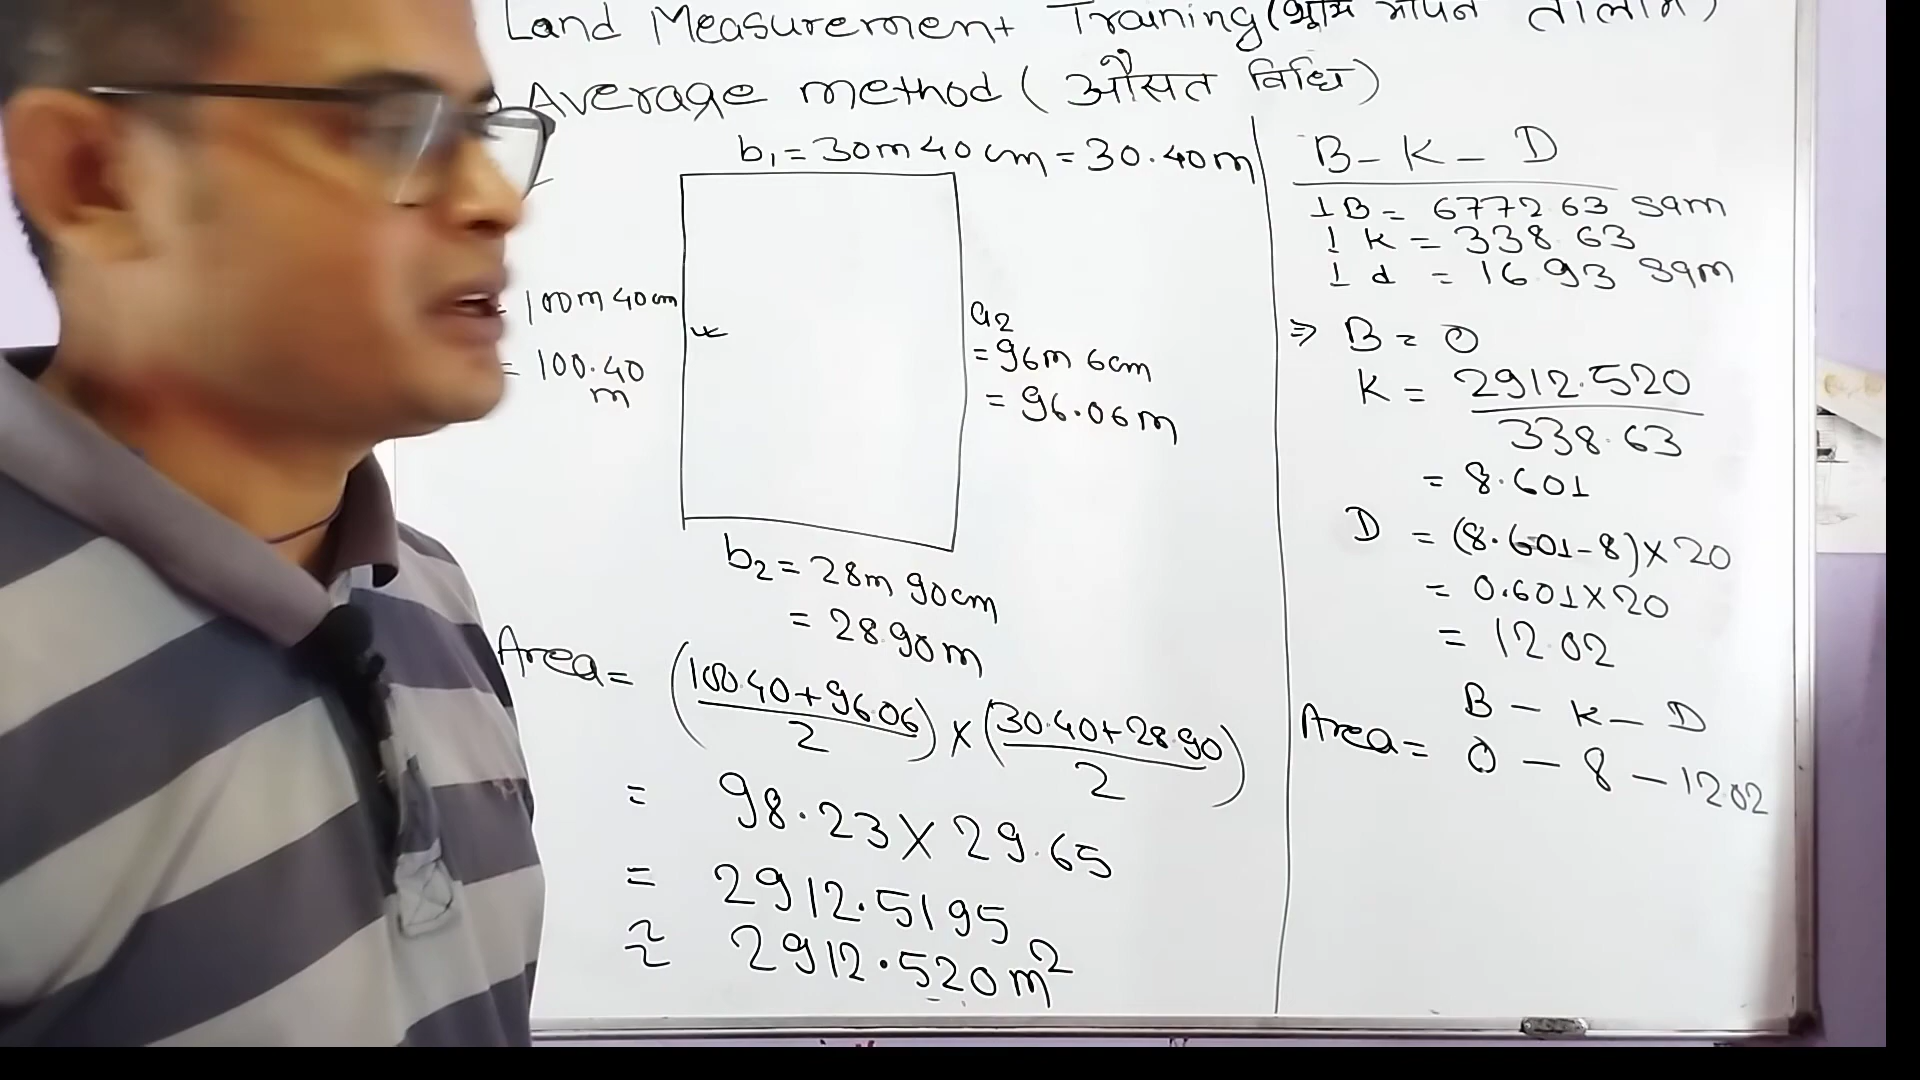 Land Measurement Training (भूमि मापन तालिम)
Average method (औसत विधि)
b₁ = 30m 40cm = 30.40m
= 100m 40cm
= 100.40
m
a₂
= 96m 6cm
= 96.06m
b₂ = 28m 90cm
= 28.90m
Area = (100.40+96.06/2) × (30.40+28.90/2)
= 98.23 × 29.65
= 2912.5195
≈ 2912.520m²
B - K - D
1 B = 6772.63 sqm
1 K = 338.63
1 d = 16.93 sqm
⇒ B = 0
K = 2912.520/338.63
= 8.601
D = (8.601-8)×20
= 0.601×20
= 12.02
B - K - D
Area = 0 - 8 - 12.02